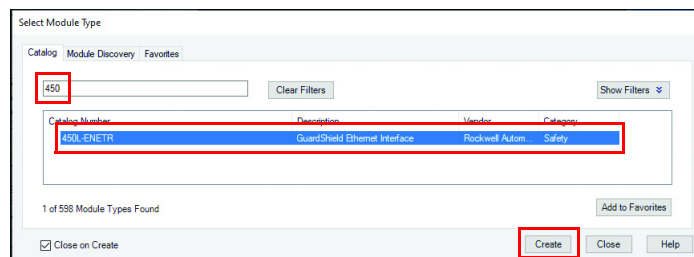 Select Module Type
Catalog Module Discovery Favorites
450 Clear Filters Show Filters
Catalog Number Description Vendor Category
450L-ENETR GuardShield Ethernet Interface Rockwell Autom... Safety
1 of 598 Module Types Found Add to Favorites
Close on Create Create Close Help